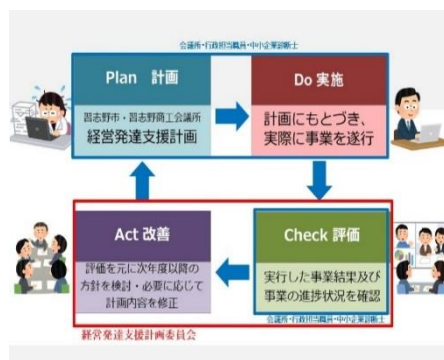 会議所・行政担当職員・中小企業診断士
Plan 計画
習志野市・習志野商工会議所
経営発達支援計画
Do 実施
計画にもとづき、
実際に事業を遂行
Act 改善
評価を元に次年度以降の
方針を検討・必要に応じて
計画内容を修正
Check 評価
実行した事業結果及び
事業の進捗状況を確認
会議所・行政担当職員・中小企業診断士
経営発達支援計画委員会